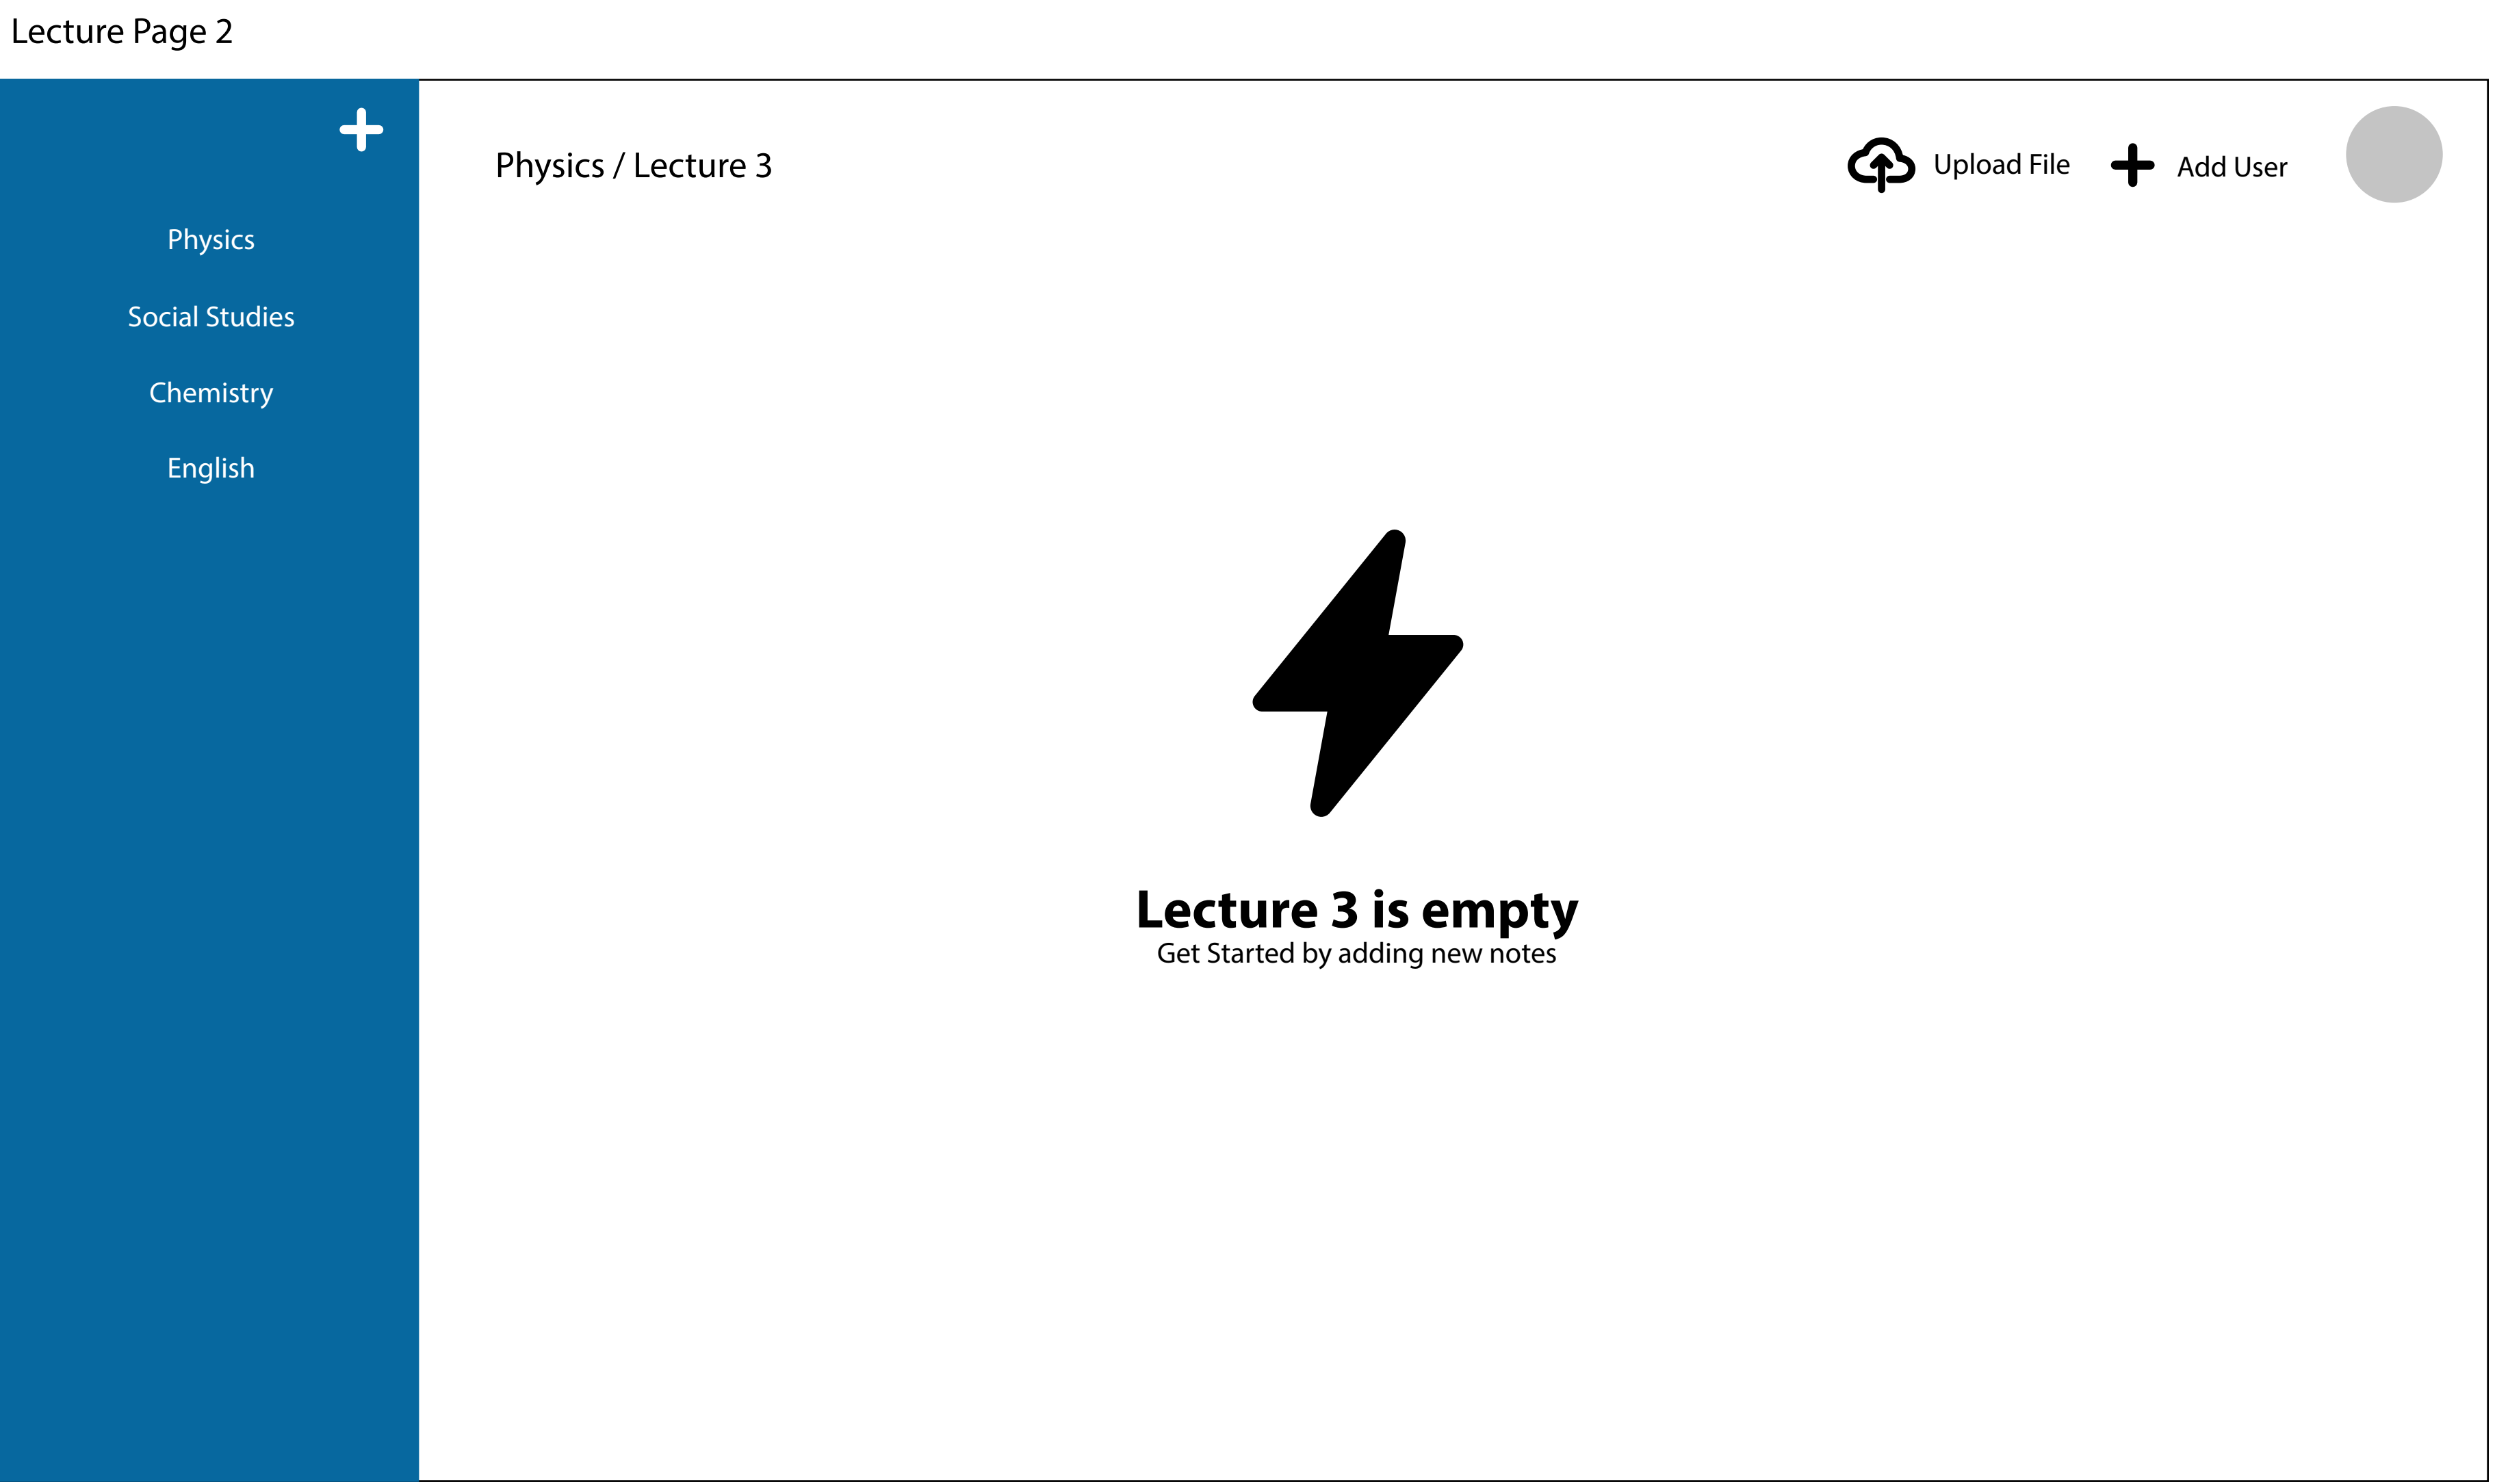 Lecture Page 2
Physics / Lecture 3
Upload File
Add User
Physics
Social Studies
Chemistry
English
Lecture 3 is empty
Get Started by adding new notes